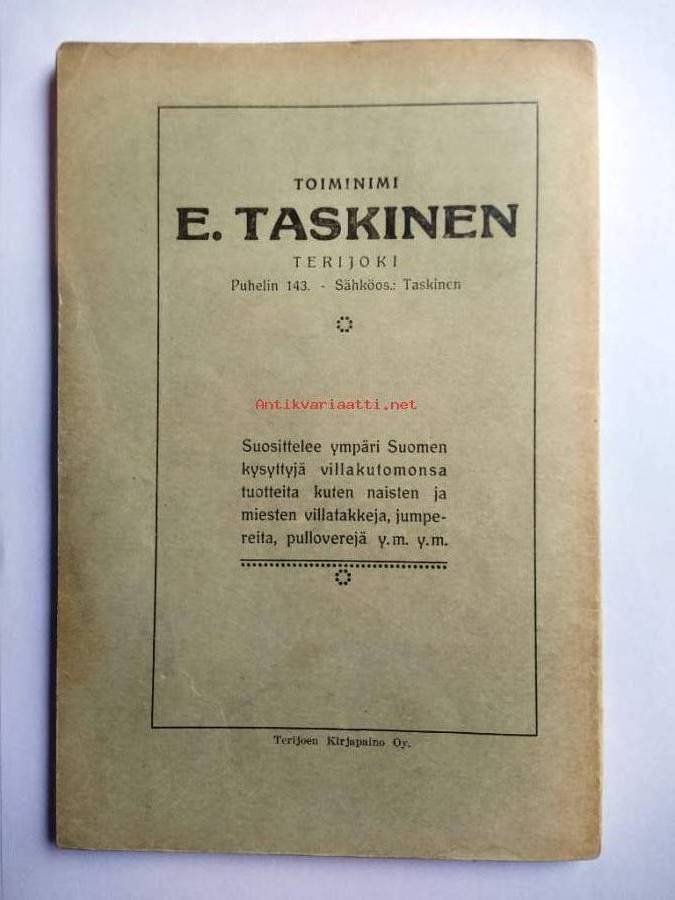 TOIMINIMI
E. TASKINEN
TERIJOKI
Puhelin 143. - Sähköos.: Taskinen
Antikvariaatti.net
Suosittelee ympäri Suomen
kysyttyjä villakutomonsa
tuotteita kuten naisten ja
miesten villatakkeja, jumpe-
reita, pulloverejä y.m. y.m.
Terijoen Kirjapaino Oy.